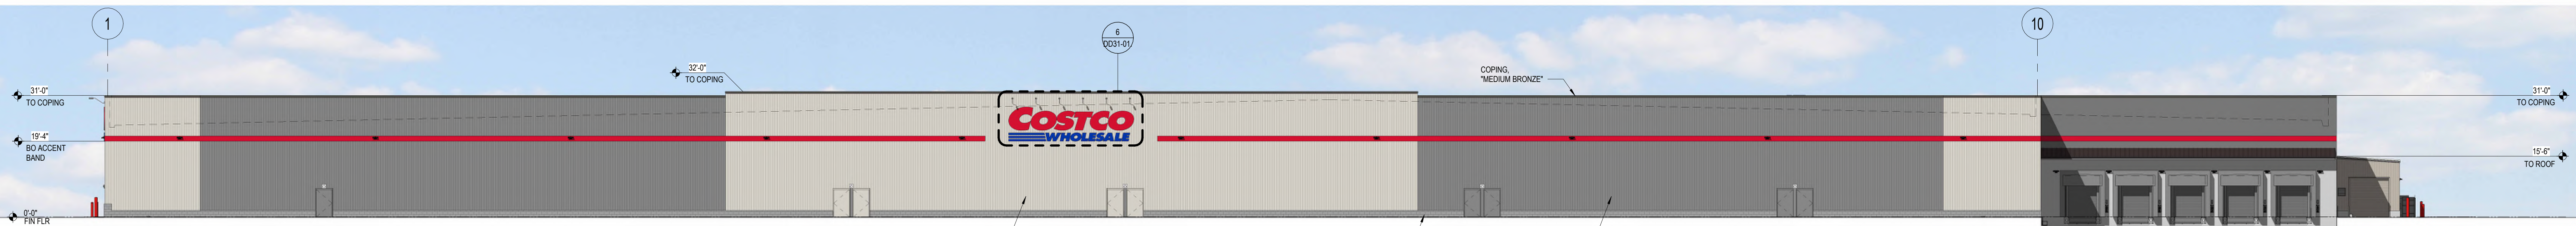 1
6
DD31-01
10
32'-0"
TO COPING
COPING,
"MEDIUM BRONZE"
31'-0"
TO COPING
31'-0"
TO COPING
COSTCO
WHOLESALE
19'-4"
BO ACCENT
BAND
15'-6"
TO ROOF
0'-0"
FIN FLR